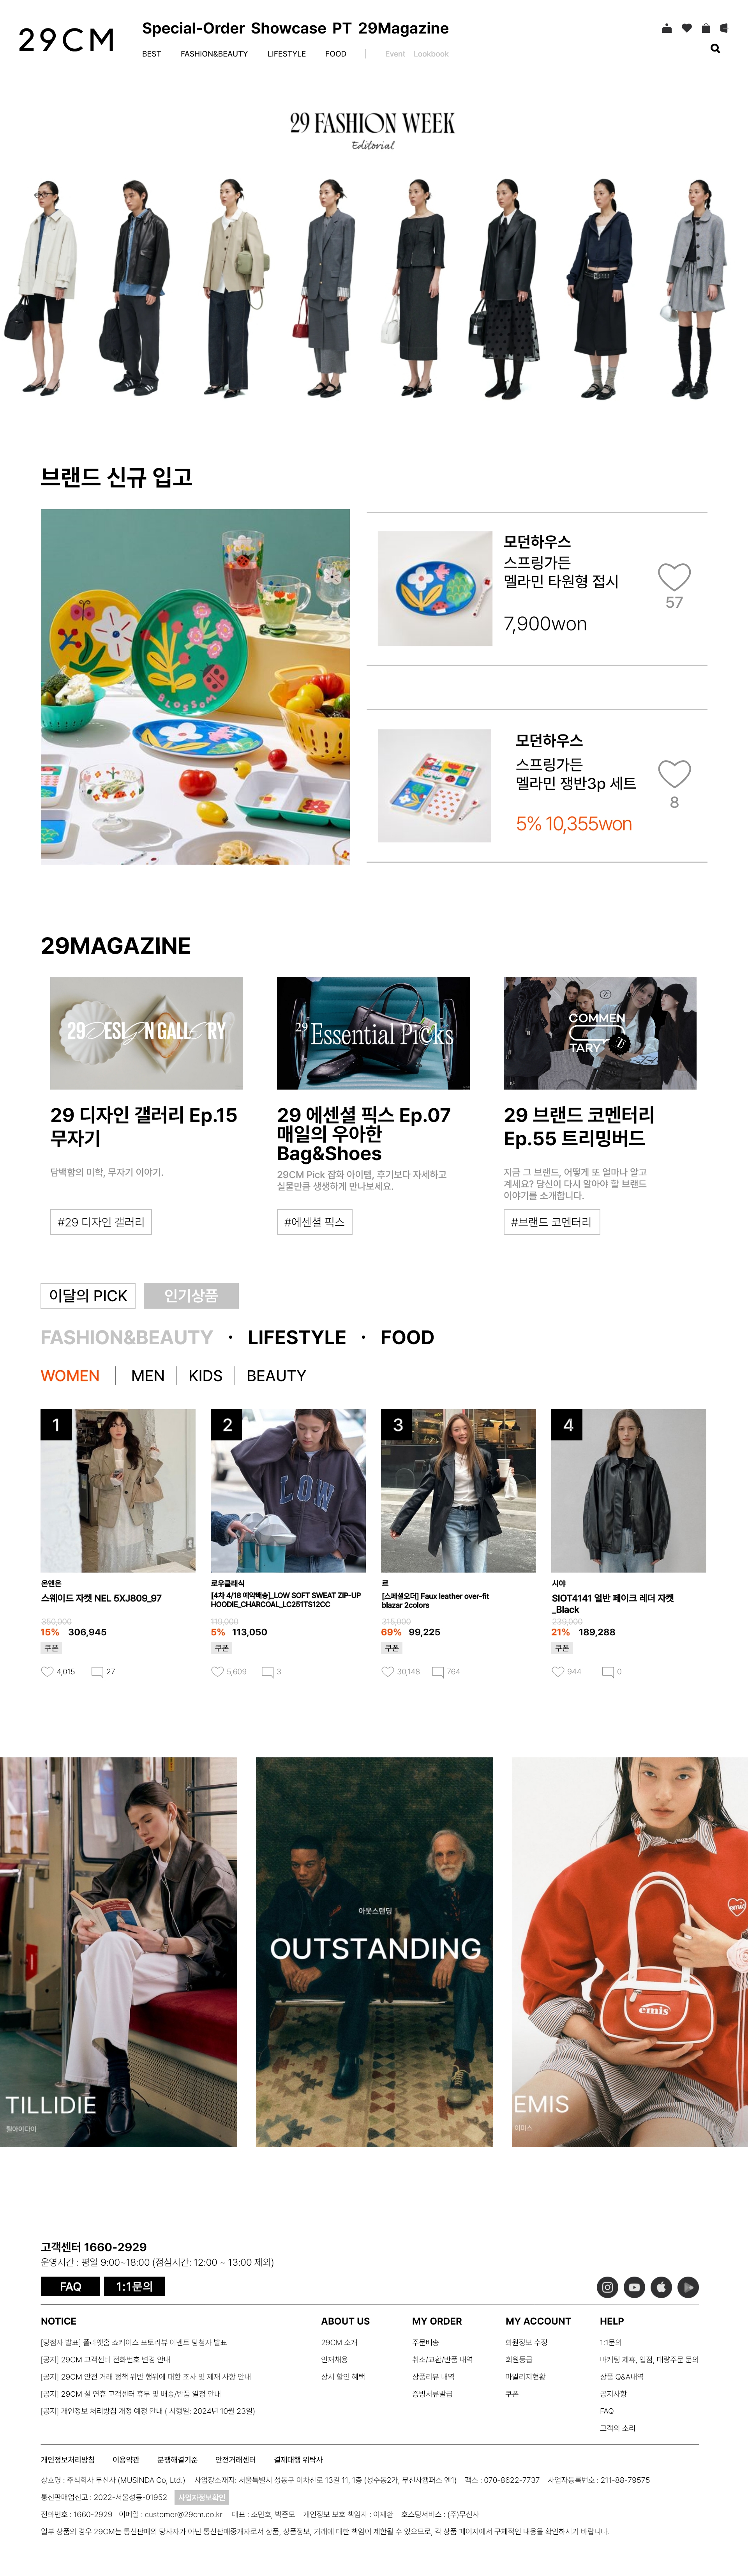 29CM
Special-Order Showcase PT 29Magazine
BEST FASHION&BEAUTY LIFESTYLE FOOD | Event Lookbook
29 FASHION WEEK
Editorial
브랜드 신규 입고
BLOSSOM
모던하우스
스프링가든
멜라민 타원형 접시
7,900won
57
모던하우스
스프링가든
멜라민 쟁반3p 세트
5% 10,355won
8
29MAGAZINE
29 DESIGN GALLERY
29 Essential Picks
COMMEN
TARY
29 디자인 갤러리 Ep.15
무자기
담백함의 미학, 무자기 이야기.
#29 디자인 갤러리
29 에센셜 픽스 Ep.07
매일의 우아한
Bag&Shoes
29CM Pick 잡화 아이템, 후기보다 자세하고
실물만큼 생생하게 만나보세요.
#에센셜 픽스
29 브랜드 코멘터리
Ep.55 트리밍버드
지금 그 브랜드, 어떻게 또 얼마나 알고
계세요? 당신이 다시 알아야 할 브랜드
이야기를 소개합니다.
#브랜드 코멘터리
이달의 PICK 인기상품
FASHION&BEAUTY · LIFESTYLE · FOOD
WOMEN | MEN | KIDS | BEAUTY
1
온앤온
스웨이드 자켓 NEL 5XJ809_97
350,000
15% 306,945
쿠폰
4,015 27
2
LOW
로우클래식
[4차 4/18 예약배송]_LOW SOFT SWEAT ZIP-UP
HOODIE_CHARCOAL_LC251TS12CC
119,000
5% 113,050
쿠폰
5,609 3
3
르
[스페셜오더] Faux leather over-fit
blazar 2colors
315,000
69% 99,225
쿠폰
30,148 764
4
시야
SIOT4141 일반 페이크 레더 자켓
_Black
239,000
21% 189,288
쿠폰
944 0
TILLIDIE
틸아이다이
아웃스탠딩
OUTSTANDING
emis
emis
EMIS
이미스
고객센터 1660-2929
운영시간 : 평일 9:00~18:00 (점심시간: 12:00 ~ 13:00 제외)
FAQ 1:1문의
NOTICE
[당첨자 발표] 폴라앳홈 쇼케이스 포토리뷰 이벤트 당첨자 발표
[공지] 29CM 고객센터 전화번호 변경 안내
[공지] 29CM 안전 거래 정책 위반 행위에 대한 조사 및 제재 사항 안내
[공지] 29CM 설 연휴 고객센터 휴무 및 배송/반품 일정 안내
[공지] 개인정보 처리방침 개정 예정 안내 ( 시행일: 2024년 10월 23일)
ABOUT US
29CM 소개
인재채용
상시 할인 혜택
MY ORDER
주문배송
취소/교환/반품 내역
상품리뷰 내역
증빙서류발급
MY ACCOUNT
회원정보 수정
회원등급
마일리지현황
쿠폰
HELP
1:1문의
마케팅 제휴, 입점, 대량주문 문의
상품 Q&A내역
공지사항
FAQ
고객의 소리
개인정보처리방침 이용약관 분쟁해결기준 안전거래센터 결제대행 위탁사
상호명 : 주식회사 무신사 (MUSINDA Co, Ltd.) 사업장소재지: 서울특별시 성동구 이차산로 13길 11, 1층 (성수동2가, 무신사캠퍼스 엔1) 팩스 : 070-8622-7737 사업자등록번호 : 211-88-79575
통신판매업신고 : 2022-서울성동-01952 사업자정보확인
전화번호 : 1660-2929 이메일 : customer@29cm.co.kr 대표 : 조민호, 박준모 개인정보 보호 책임자 : 이재환 호스팅서비스 : (주)무신사
일부 상품의 경우 29CM는 통신판매의 당사자가 아닌 통신판매중개자로서 상품, 상품정보, 거래에 대한 책임이 제한될 수 있으므로, 각 상품 페이지에서 구체적인 내용을 확인하시기 바랍니다.